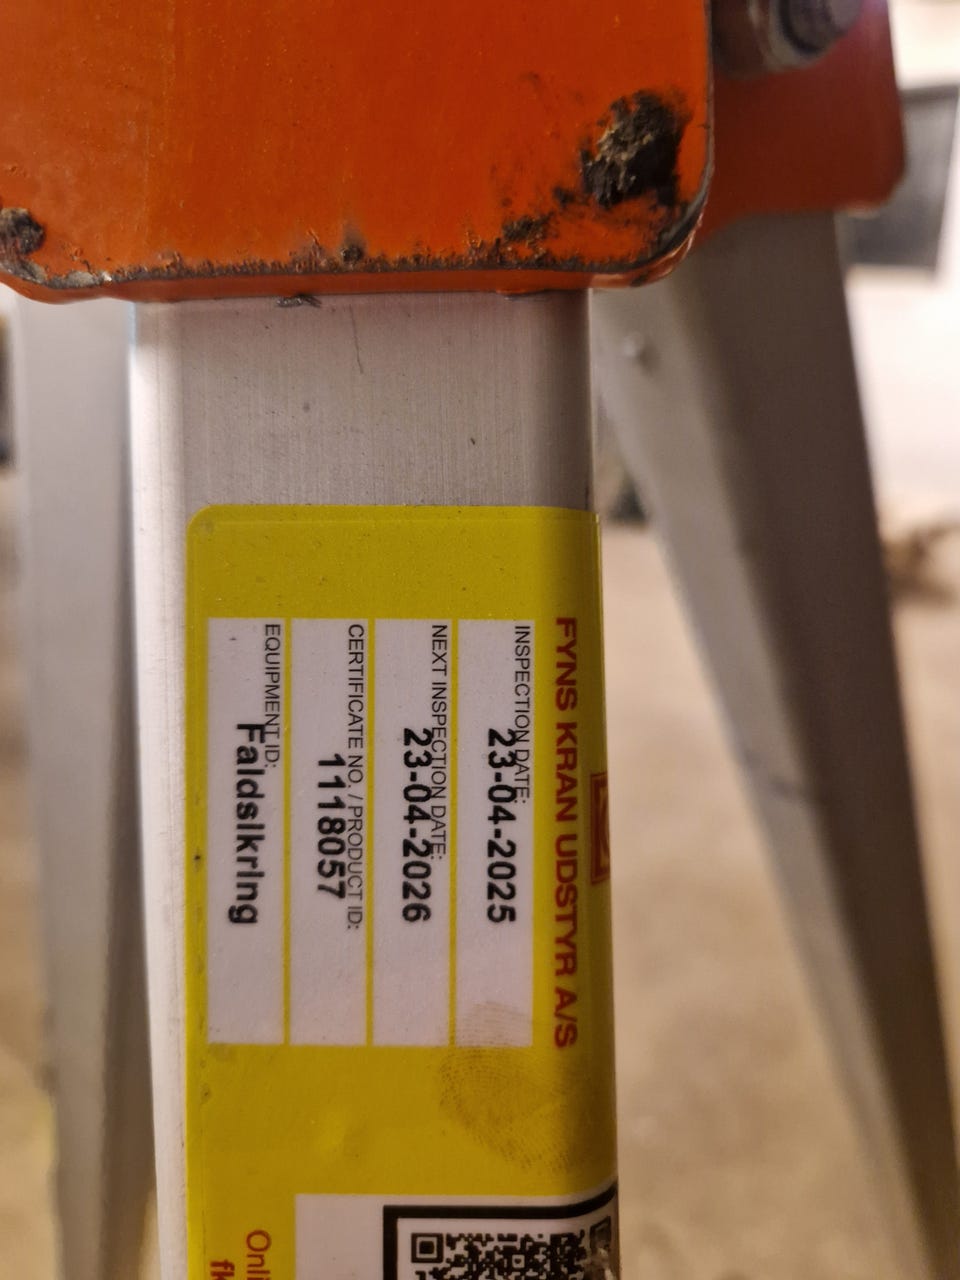 FYNS KRAN UDSTYR A/S
INSPECTION DATE:
23-04-2025
NEXT INSPECTION DATE:
23-04-2026
CERTIFICATE NO. / PRODUCT ID:
1118057
EQUIPMENT ID:
Faldsikring